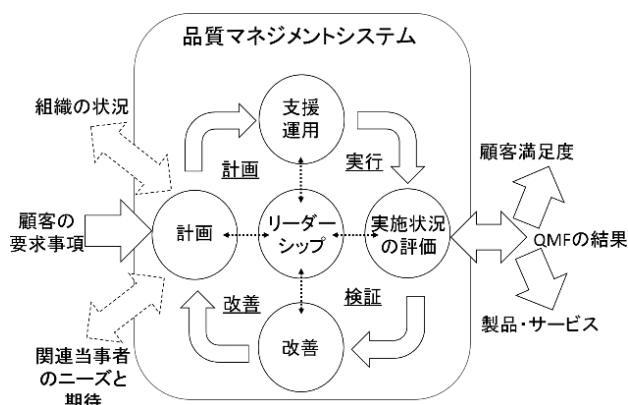 品質マネジメントシステム
組織の状況
支援
運用
計画
実行
顧客満足度
顧客の
要求事項
計画
リーダー
シップ
実施状況
の評価
QMFの結果
改善
検証
製品・サービス
改善
関連当事者
のニーズと
期待